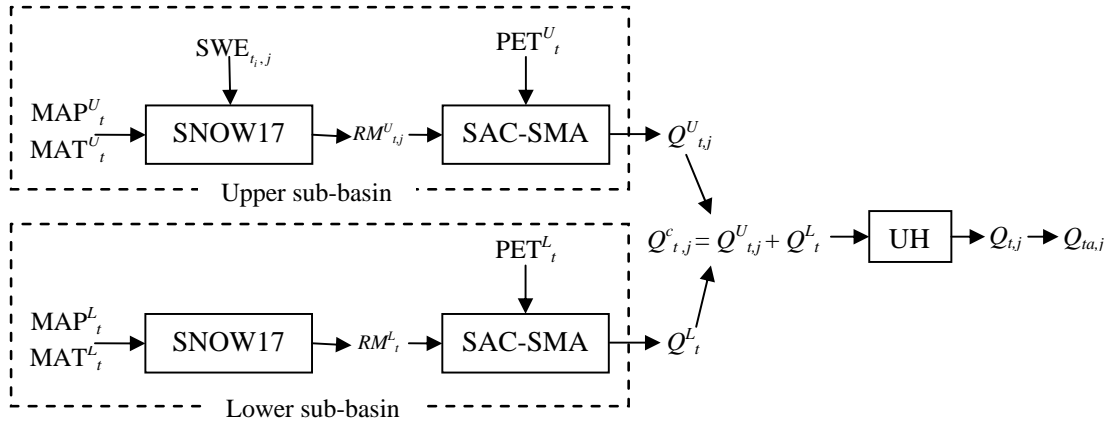 SWE_{t_i, j}
PET^U_t
MAP^U_t
MAT^U_t
SNOW17
RM^U_{t,j}
SAC-SMA
Q^U_{t,j}
Upper sub-basin
Q^c_{t,j} = Q^U_{t,j} + Q^L_t
UH
Q_{t,j}
Q_{ta,j}
PET^L_t
MAP^L_t
MAT^L_t
SNOW17
RM^L_t
SAC-SMA
Q^L_t
Lower sub-basin